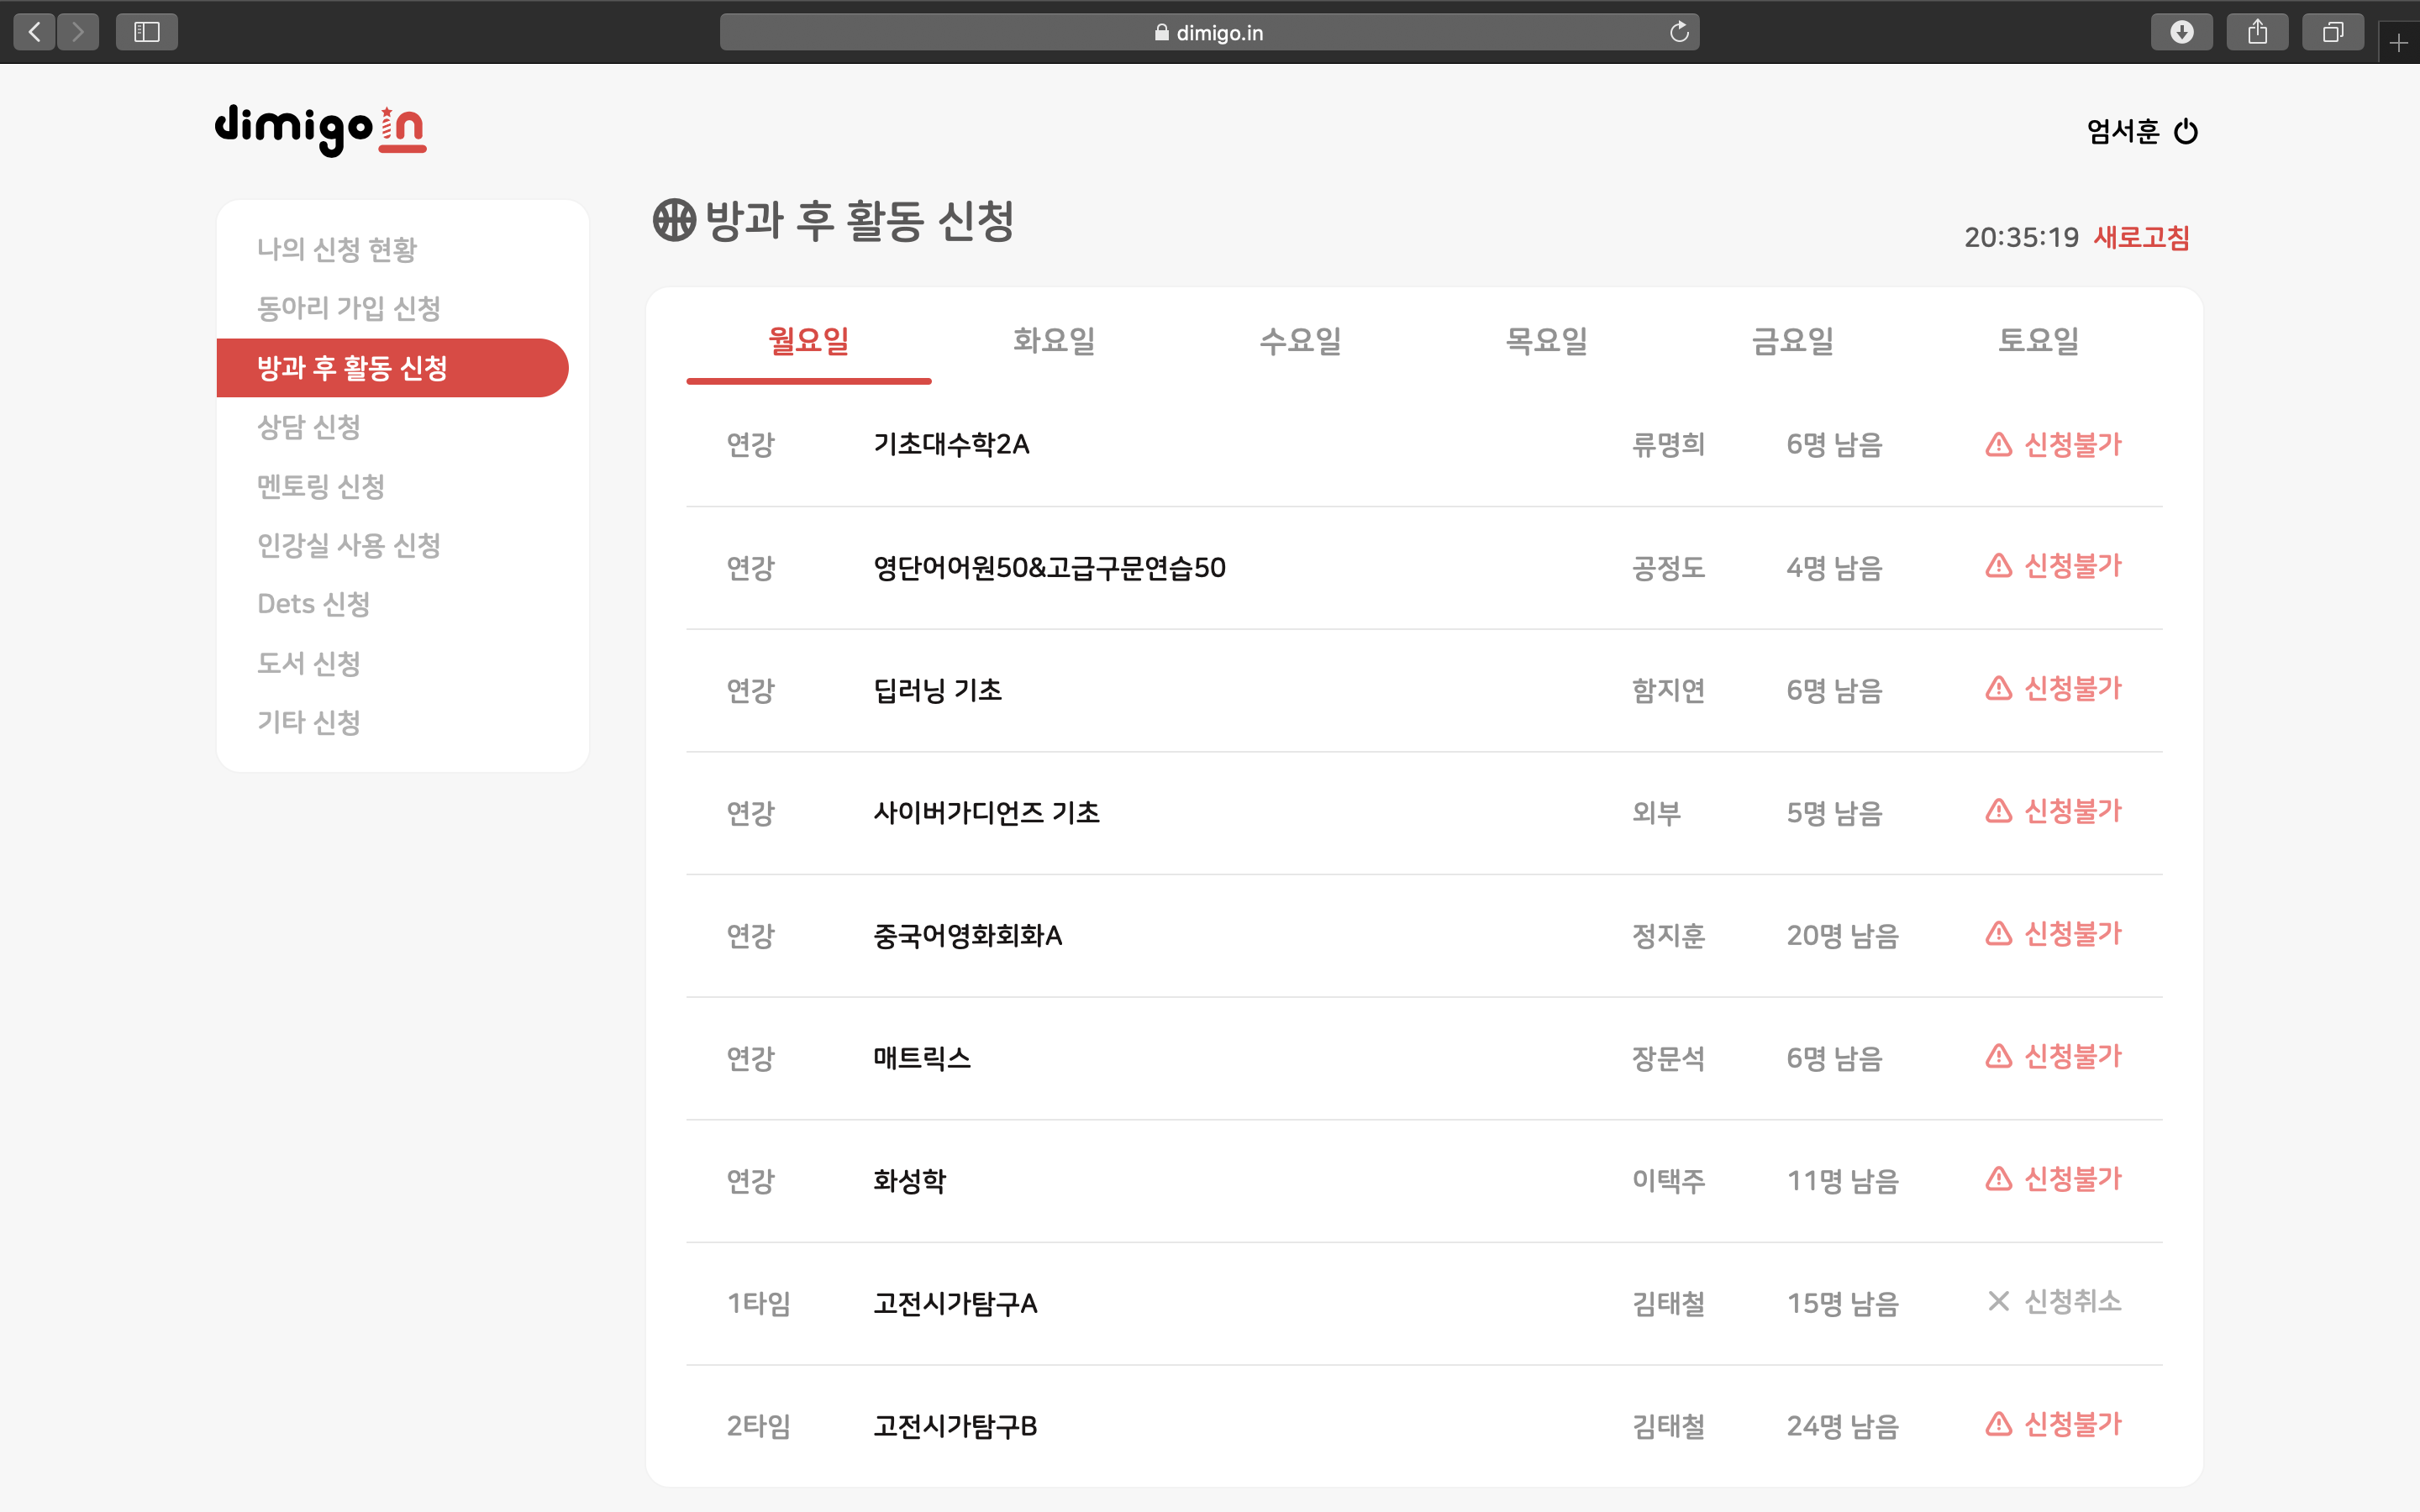 dimigo.in
dimigo in
엄서훈
나의 신청 현황
동아리 가입 신청
방과 후 활동 신청
상담 신청
멘토링 신청
인강실 사용 신청
Dets 신청
도서 신청
기타 신청
방과 후 활동 신청
20:35:19 새로고침
월요일 화요일 수요일 목요일 금요일 토요일
연강 기초대수학2A 류명희 6명 남음 신청불가
연강 영단어어원50&고급구문연습50 공정도 4명 남음 신청불가
연강 딥러닝 기초 함지연 6명 남음 신청불가
연강 사이버가디언즈 기초 외부 5명 남음 신청불가
연강 중국어영화회화A 정지훈 20명 남음 신청불가
연강 매트릭스 장문석 6명 남음 신청불가
연강 화성학 이택주 11명 남음 신청불가
1타임 고전시가탐구A 김태철 15명 남음 신청취소
2타임 고전시가탐구B 김태철 24명 남음 신청불가